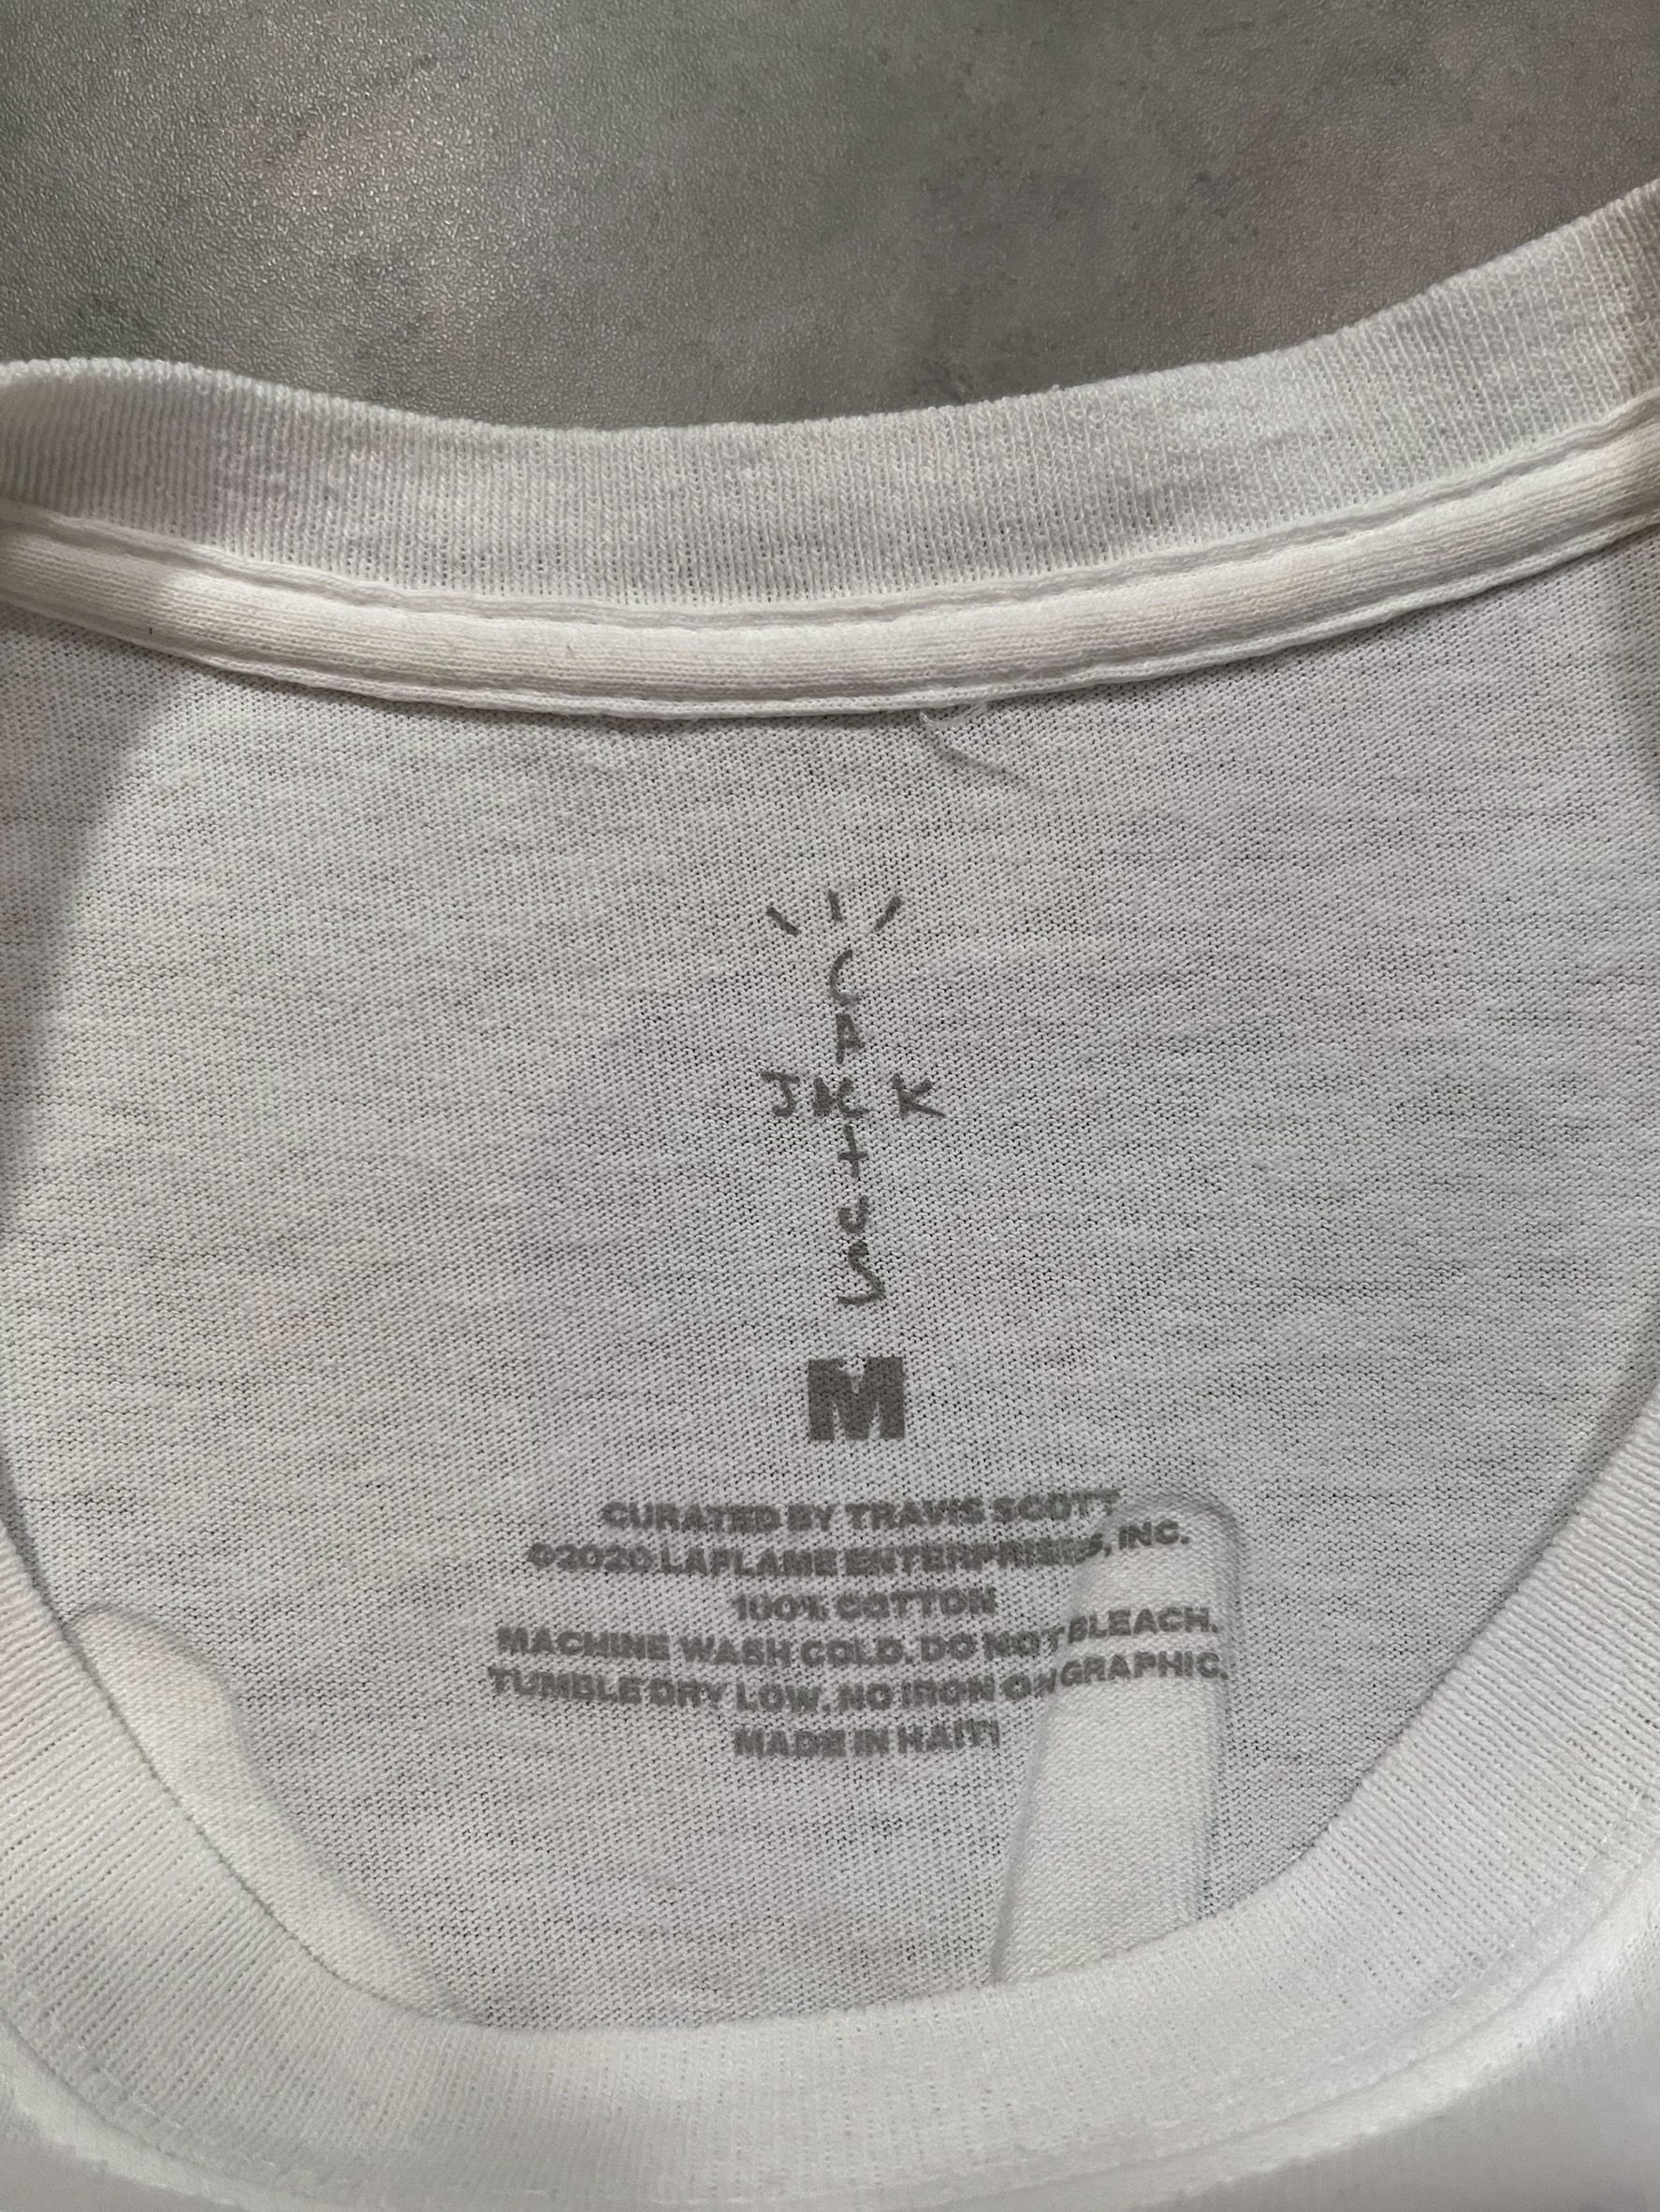 CACTUS
JACK
M
CURATED BY TRAVIS SCOTT
©2020 LAFLAME ENTERPRISES, INC.
100% COTTON
MACHINE WASH COLD. DO NOT BLEACH.
TUMBLE DRY LOW. NO IRON ON GRAPHIC.
MADE IN HAITI